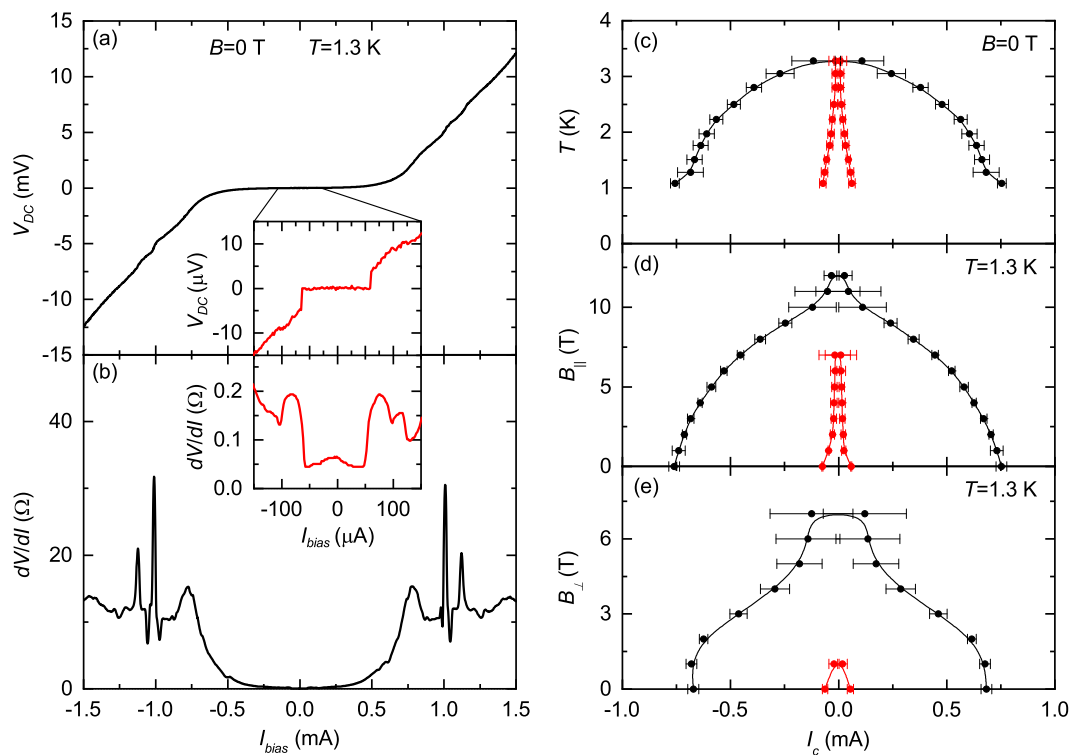 (a) B=0 T T=1.3 K
15
10
5
0
-5
-10
-15
V_DC (mV)
10
0
-10
V_DC (µV)
(b)
40
20
0
dV/dI (Ω)
0.2
0.1
0.0
dV/dI (Ω)
-100 0 100
I_bias (µA)
-1.5 -1.0 -0.5 0.0 0.5 1.0 1.5
I_bias (mA)
(c) B=0 T
4
3
2
1
0
T (K)
(d) T=1.3 K
10
5
0
B_|| (T)
(e) T=1.3 K
6
3
0
B_⊥ (T)
-1.0 -0.5 0.0 0.5 1.0
I_c (mA)